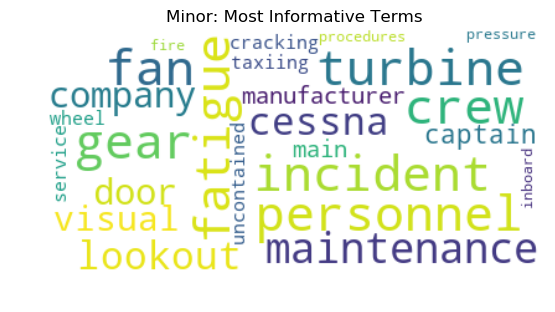 Minor: Most Informative Terms
fire
cracking
procedures
pressure
fan
taxiing
turbine
company
fatigue
manufacturer
crew
wheel
gear
cessna
captain
service
uncontained
main
door
incident
inboard
visual
personnel
lookout
maintenance